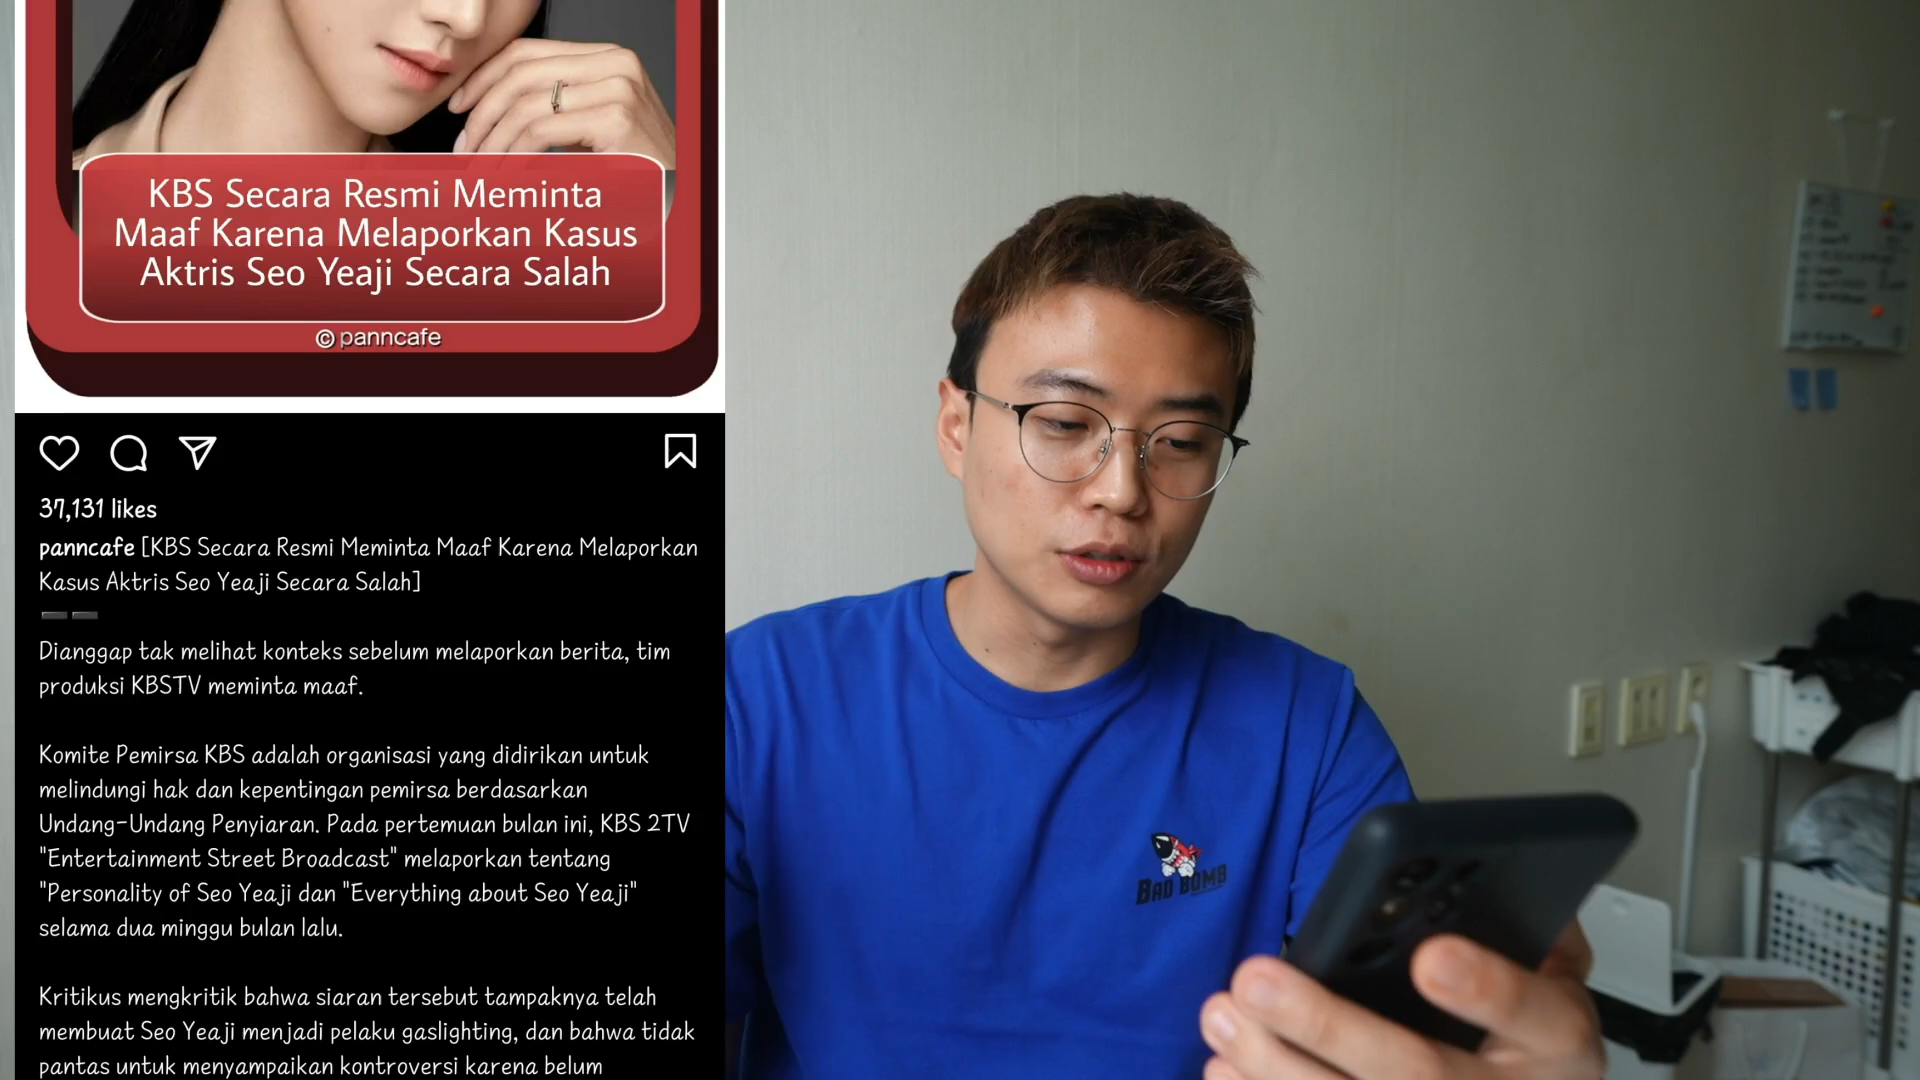 KBS Secara Resmi Meminta
Maaf Karena Melaporkan Kasus
Aktris Seo Yeaji Secara Salah
© panncafe
37,131 likes
panncafe [KBS Secara Resmi Meminta Maaf Karena Melaporkan
Kasus Aktris Seo Yeaji Secara Salah]
Dianggap tak melihat konteks sebelum melaporkan berita, tim
produksi KBSTV meminta maaf.
Komite Pemirsa KBS adalah organisasi yang didirikan untuk
melindungi hak dan kepentingan pemirsa berdasarkan
Undang-Undang Penyiaran. Pada pertemuan bulan ini, KBS 2TV
"Entertainment Street Broadcast" melaporkan tentang
"Personality of Seo Yeaji dan "Everything about Seo Yeaji"
selama dua minggu bulan lalu.
Kritikus mengkritik bahwa siaran tersebut tampaknya telah
membuat Seo Yeaji menjadi pelaku gaslighting, dan bahwa tidak
pantas untuk menyampaikan kontroversi karena belum
BAD BOMB